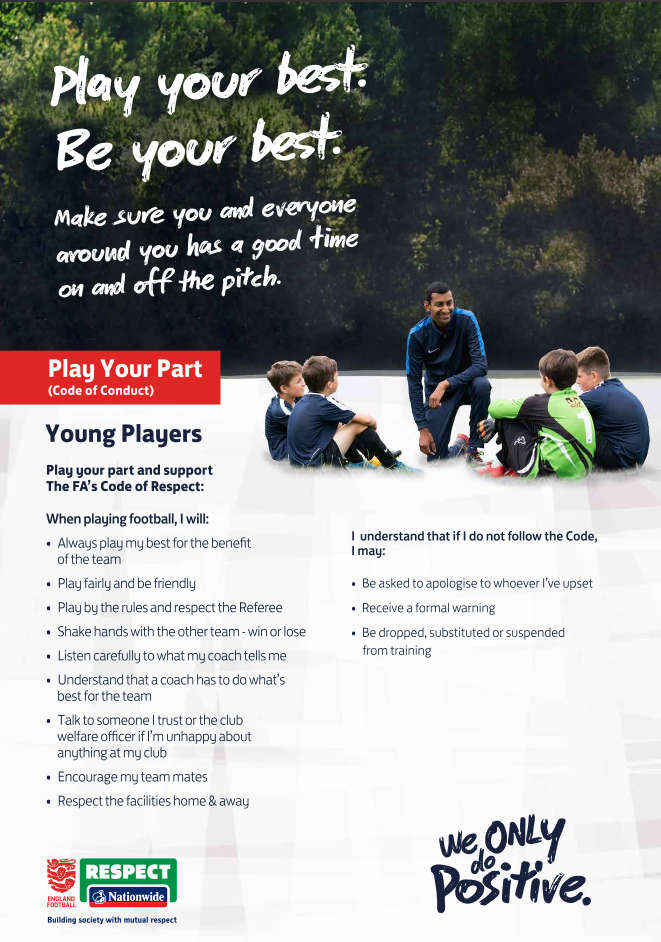 Play your best.
Be your best.
Make sure you and everyone
around you has a good time
on and off the pitch.
Play Your Part
(Code of Conduct)
Young Players
Play your part and support
The FA's Code of Respect:
When playing football, I will:
• Always play my best for the benefit
of the team
• Play fairly and be friendly
• Play by the rules and respect the Referee
• Shake hands with the other team - win or lose
• Listen carefully to what my coach tells me
• Understand that a coach has to do what's
best for the team
• Talk to someone I trust or the club
welfare officer if I'm unhappy about
anything at my club
• Encourage my team mates
• Respect the facilities home & away
I understand that if I do not follow the Code,
I may:
• Be asked to apologise to whoever I've upset
• Receive a formal warning
• Be dropped, substituted or suspended
from training
ENGLAND
FOOTBALL
RESPECT
Nationwide
Building society with mutual respect
we ONLY
do
Positive.